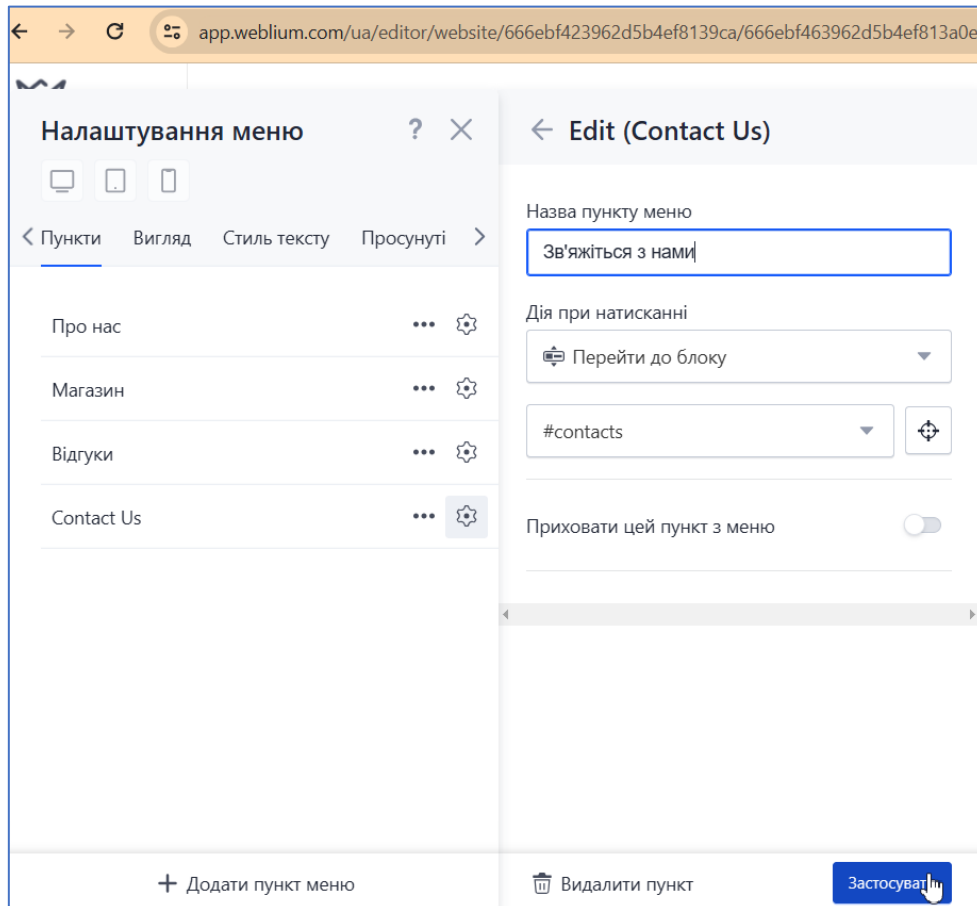 app.weblium.com/ua/editor/website/666ebf423962d5b4ef8139ca/666ebf463962d5b4ef813a0e
Налаштування меню ?
Пункти Вигляд Стиль тексту Просунуті
Про нас
Магазин
Відгуки
Contact Us
+ Додати пункт меню
Edit (Contact Us)
Назва пункту меню
Зв'яжіться з нами
Дія при натисканні
Перейти до блоку
#contacts
Приховати цей пункт з меню
Видалити пункт
Застосувати